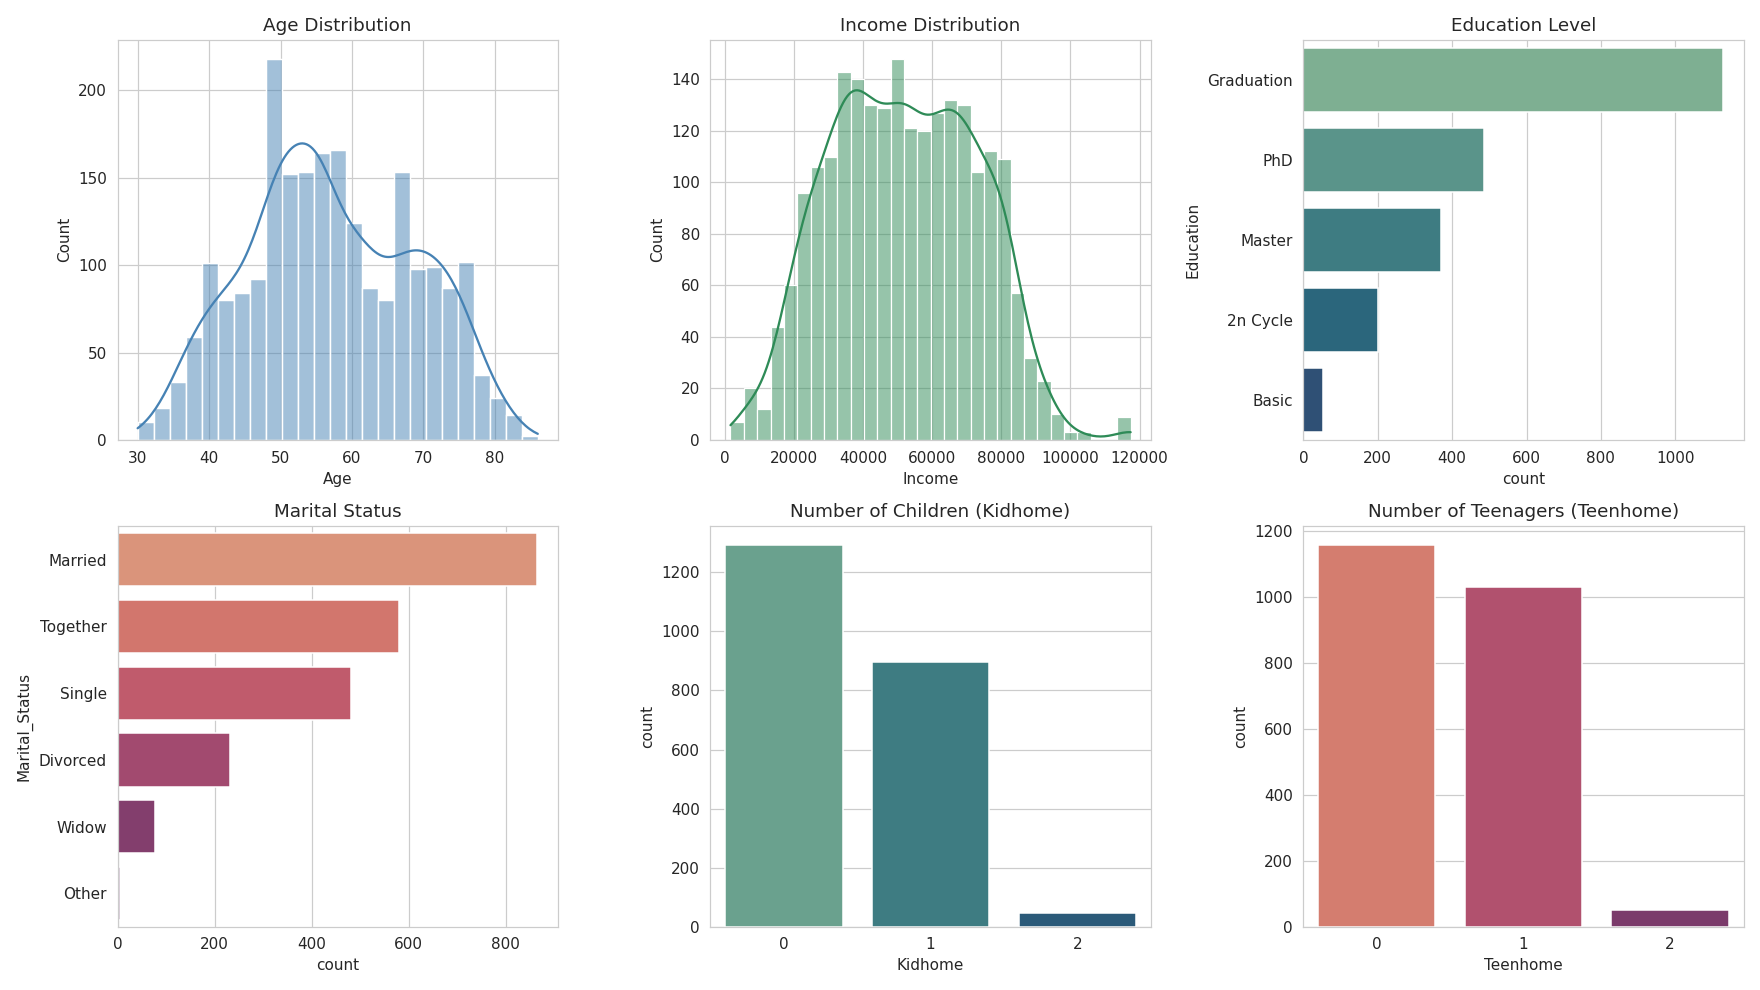 Age Distribution
Count
200
150
100
50
0
30 40 50 60 70 80
Age
Income Distribution
Count
140
120
100
80
60
40
20
0
0 20000 40000 60000 80000 100000 120000
Income
Education Level
Education
Graduation
PhD
Master
2n Cycle
Basic
0 200 400 600 800 1000
count
Marital Status
Marital_Status
Married
Together
Single
Divorced
Widow
Other
0 200 400 600 800
count
Number of Children (Kidhome)
count
1200
1000
800
600
400
200
0
0 1 2
Kidhome
Number of Teenagers (Teenhome)
count
1200
1000
800
600
400
200
0
0 1 2
Teenhome